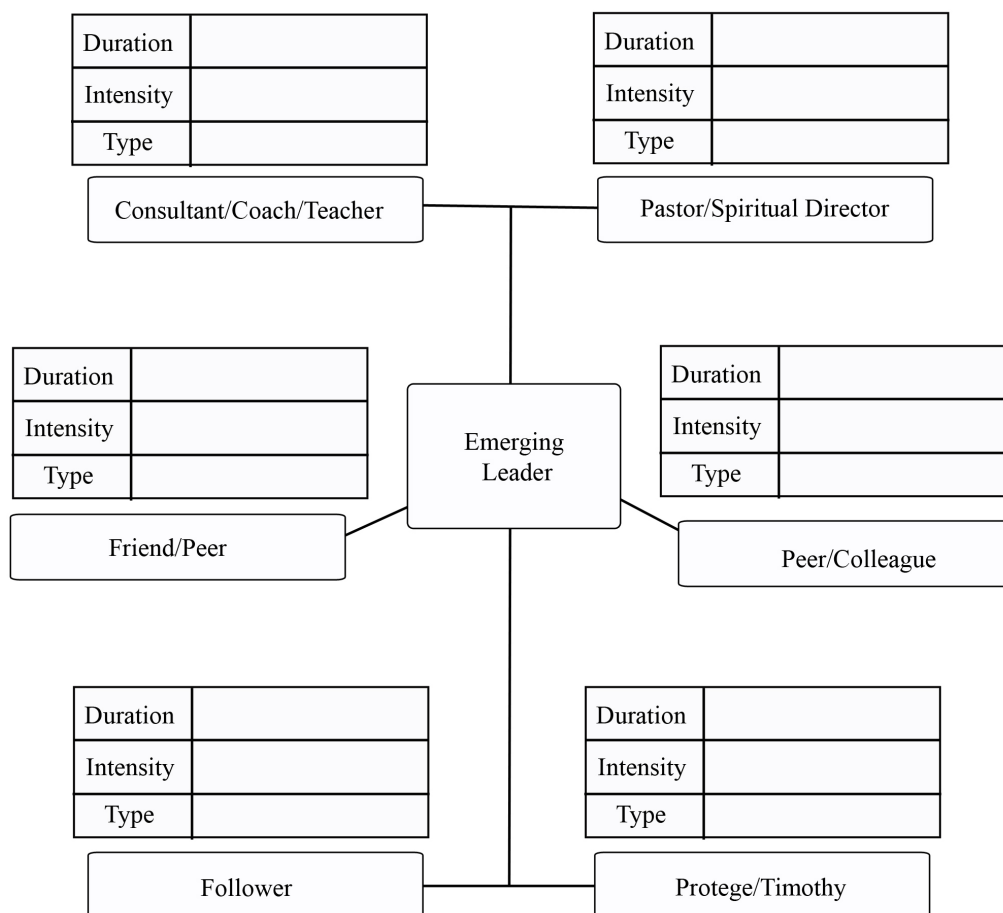 Duration
Intensity
Type
Consultant/Coach/Teacher
Duration
Intensity
Type
Pastor/Spiritual Director
Duration
Intensity
Type
Friend/Peer
Emerging
Leader
Duration
Intensity
Type
Peer/Colleague
Duration
Intensity
Type
Follower
Duration
Intensity
Type
Protege/Timothy